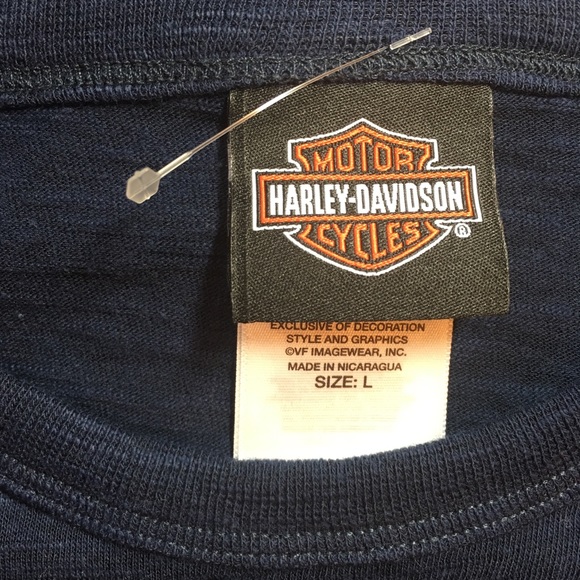 MOTOR
HARLEY-DAVIDSON
CYCLES ®
EXCLUSIVE OF DECORATION
STYLE AND GRAPHICS
©VF IMAGEWEAR, INC.
MADE IN NICARAGUA
SIZE: L